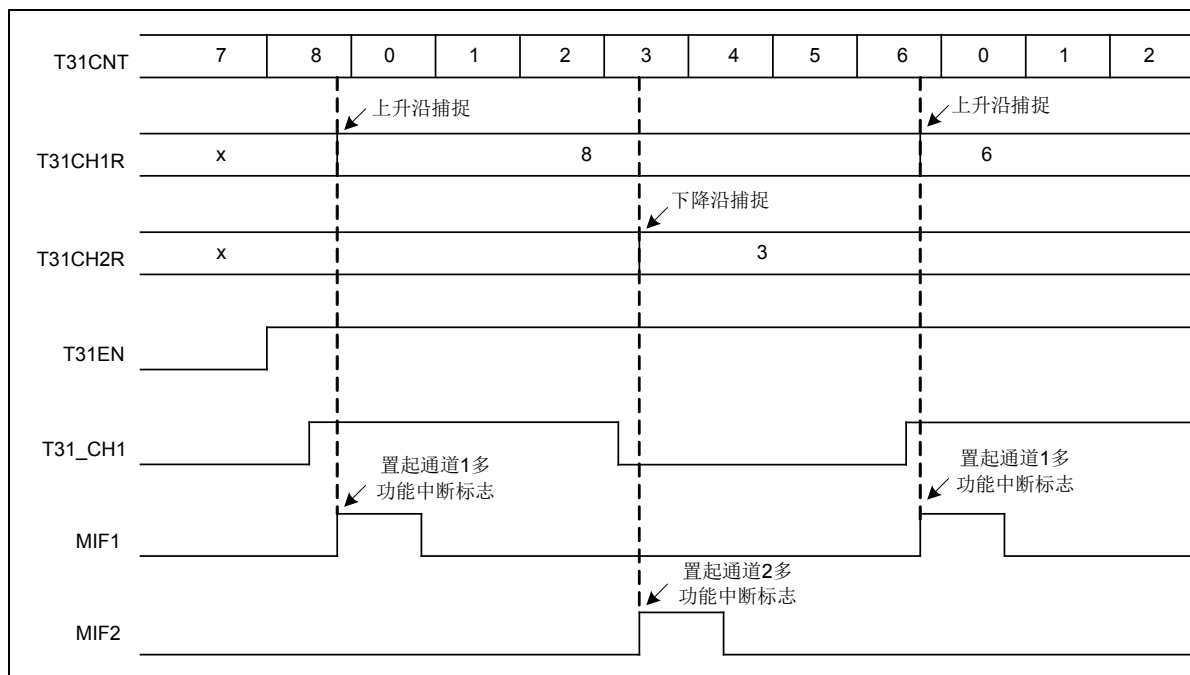 T31CNT 7 8 0 1 2 3 4 5 6 0 1 2
上升沿捕捉 上升沿捕捉
T31CH1R x 8 6
下降沿捕捉
T31CH2R x 3
T31EN
T31_CH1
置起通道1多
功能中断标志
置起通道1多
功能中断标志
MIF1
置起通道2多
功能中断标志
MIF2